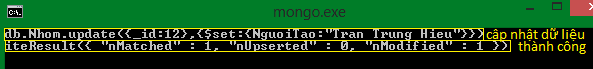 mongo.exe
db.Nhom.update({_id:12},{$set:{NguoiTao:"Tran Trung Hieu"}}) cập nhật dữ liệu
iteResult({ "nMatched" : 1, "nUpserted" : 0, "nModified" : 1 }) thành công